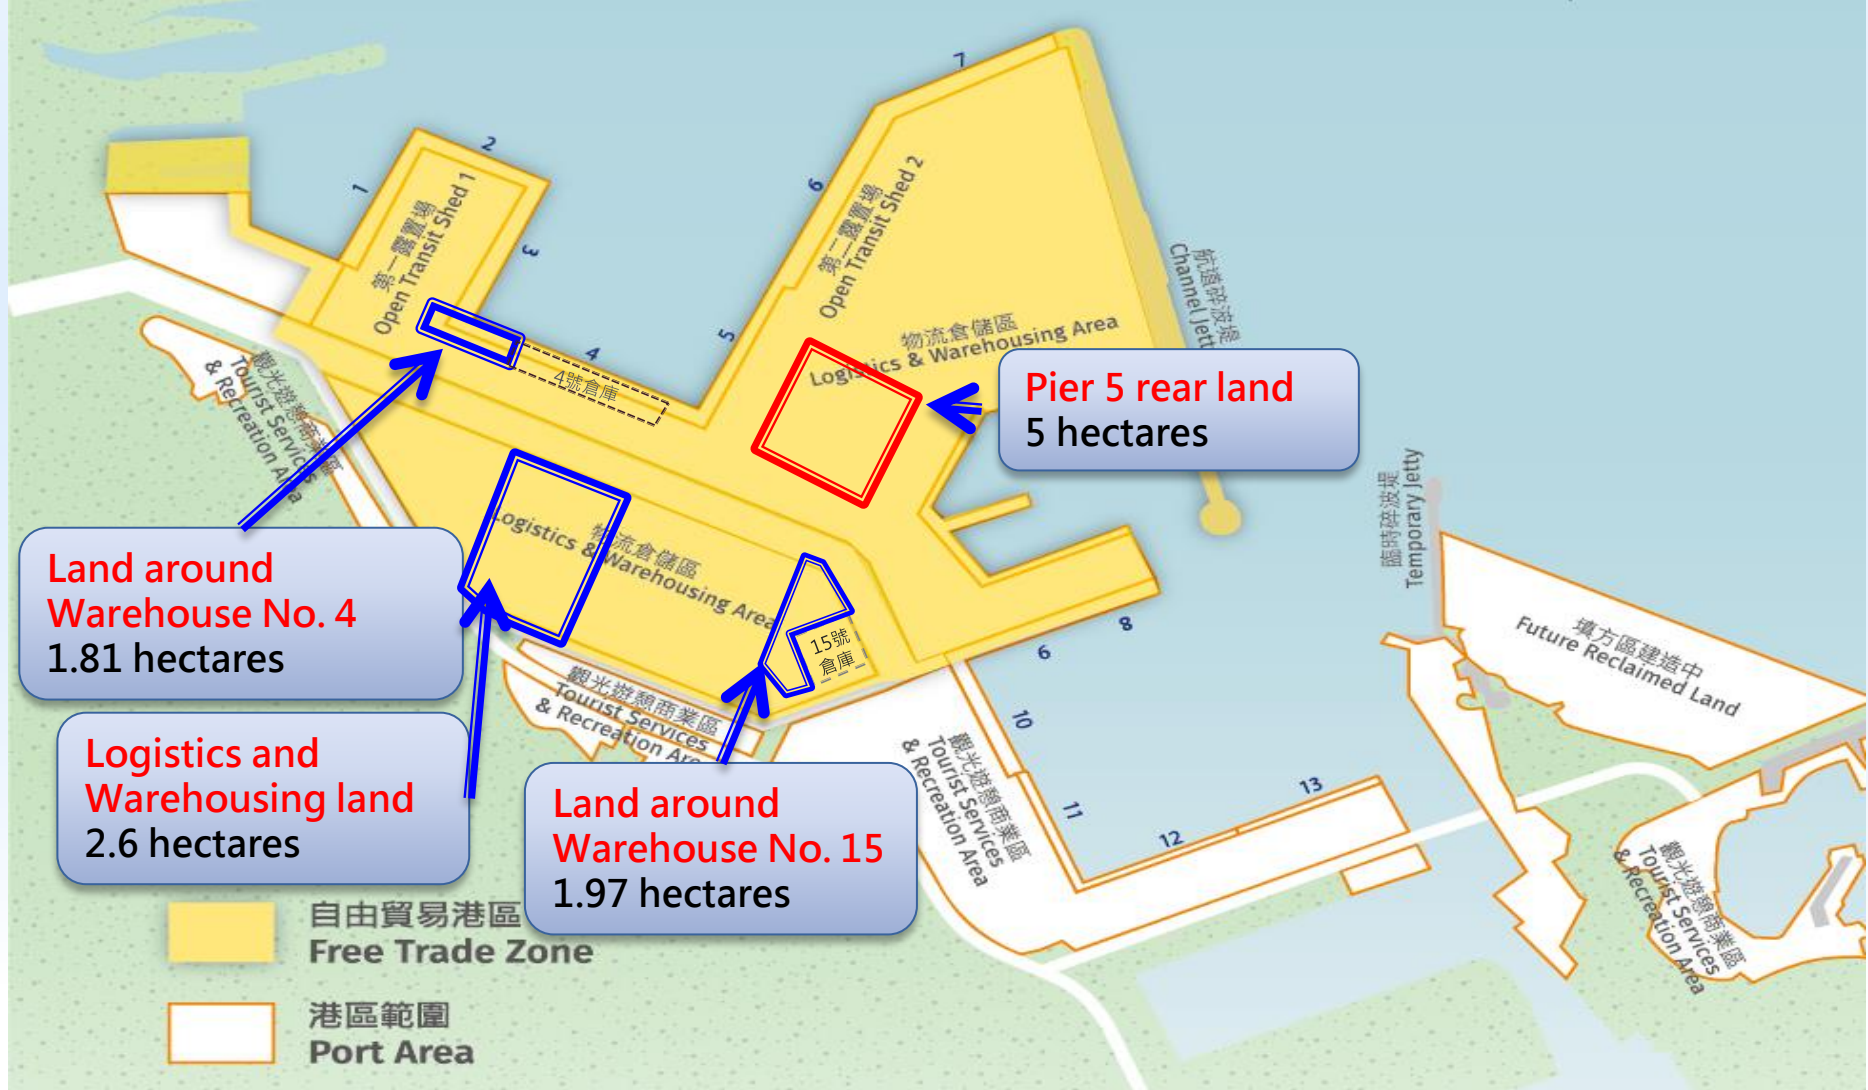 7
2
1
第一露置場
Open Transit Shed 1
3
6
第二露置場
Open Transit Shed 2
航道碎波堤
Channel Jett
物流倉儲區
Logistics & Warehousing Area
5
4
4號倉庫
Pier 5 rear land
5 hectares
觀光遊憩商業區
Tourist Services
& Recreation Area
臨時碎波堤
Temporary Jetty
物流倉儲區
Logistics & Warehousing Area
Land around
Warehouse No. 4
1.81 hectares
15號
倉庫
8
6
填方區建造中
Future Reclaimed Land
觀光遊憩商業區
Tourist Services
& Recreation Are
10
觀光遊憩商業區
Tourist Services
& Recreation Area
11
12
13
Logistics and
Warehousing land
2.6 hectares
Land around
Warehouse No. 15
1.97 hectares
觀光遊憩商業區
Tourist Services
& Recreation Area
自由貿易港區
Free Trade Zone
港區範圍
Port Area